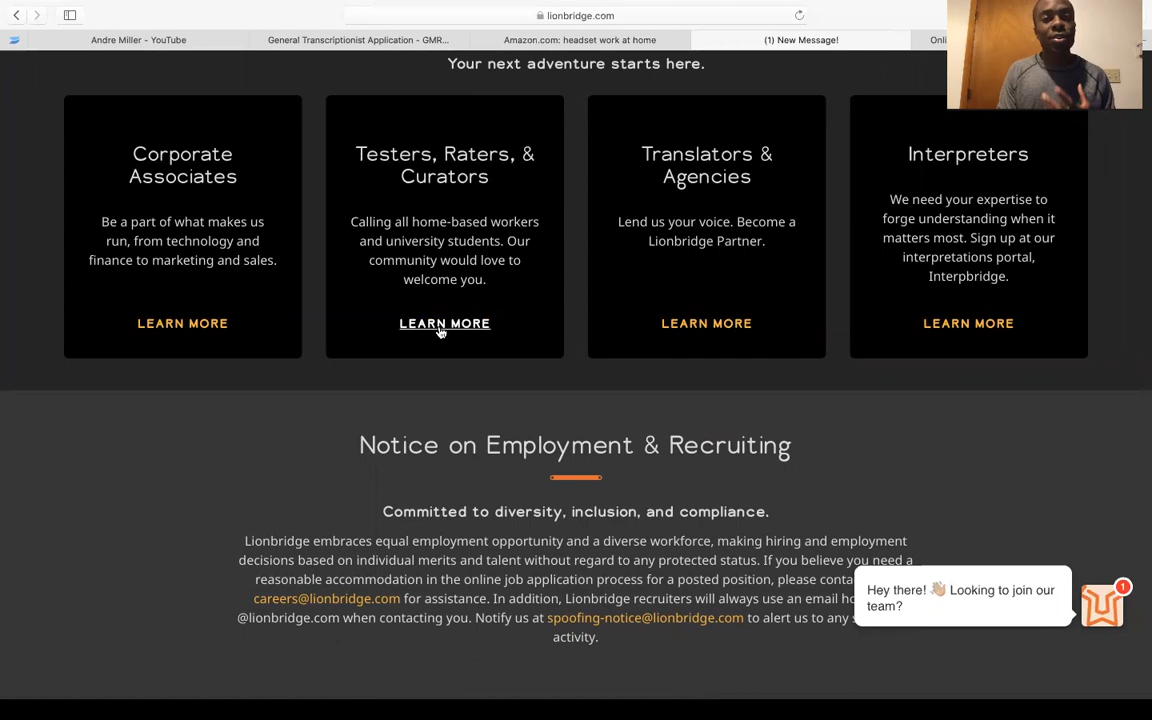 lionbridge.com
Andre Miller - YouTube
General Transcriptionist Application - GMR...
Amazon.com: headset work at home
(1) New Message!
Onl
Your next adventure starts here.
Corporate
Associates
Be a part of what makes us
run, from technology and
finance to marketing and sales.
LEARN MORE
Testers, Raters, &
Curators
Calling all home-based workers
and university students. Our
community would love to
welcome you.
LEARN MORE
Translators &
Agencies
Lend us your voice. Become a
Lionbridge Partner.
LEARN MORE
Interpreters
We need your expertise to
forge understanding when it
matters most. Sign up at our
interpretations portal,
Interpbridge.
LEARN MORE
Notice on Employment & Recruiting
Committed to diversity, inclusion, and compliance.
Lionbridge embraces equal employment opportunity and a diverse workforce, making hiring and employment
decisions based on individual merits and talent without regard to any protected status. If you believe you need a
reasonable accommodation in the online job application process for a posted position, please conta
careers@lionbridge.com for assistance. In addition, Lionbridge recruiters will always use an email ho
@lionbridge.com when contacting you. Notify us at spoofing-notice@lionbridge.com to alert us to any s
activity.
Hey there! 👋🏼 Looking to join our
team?
1